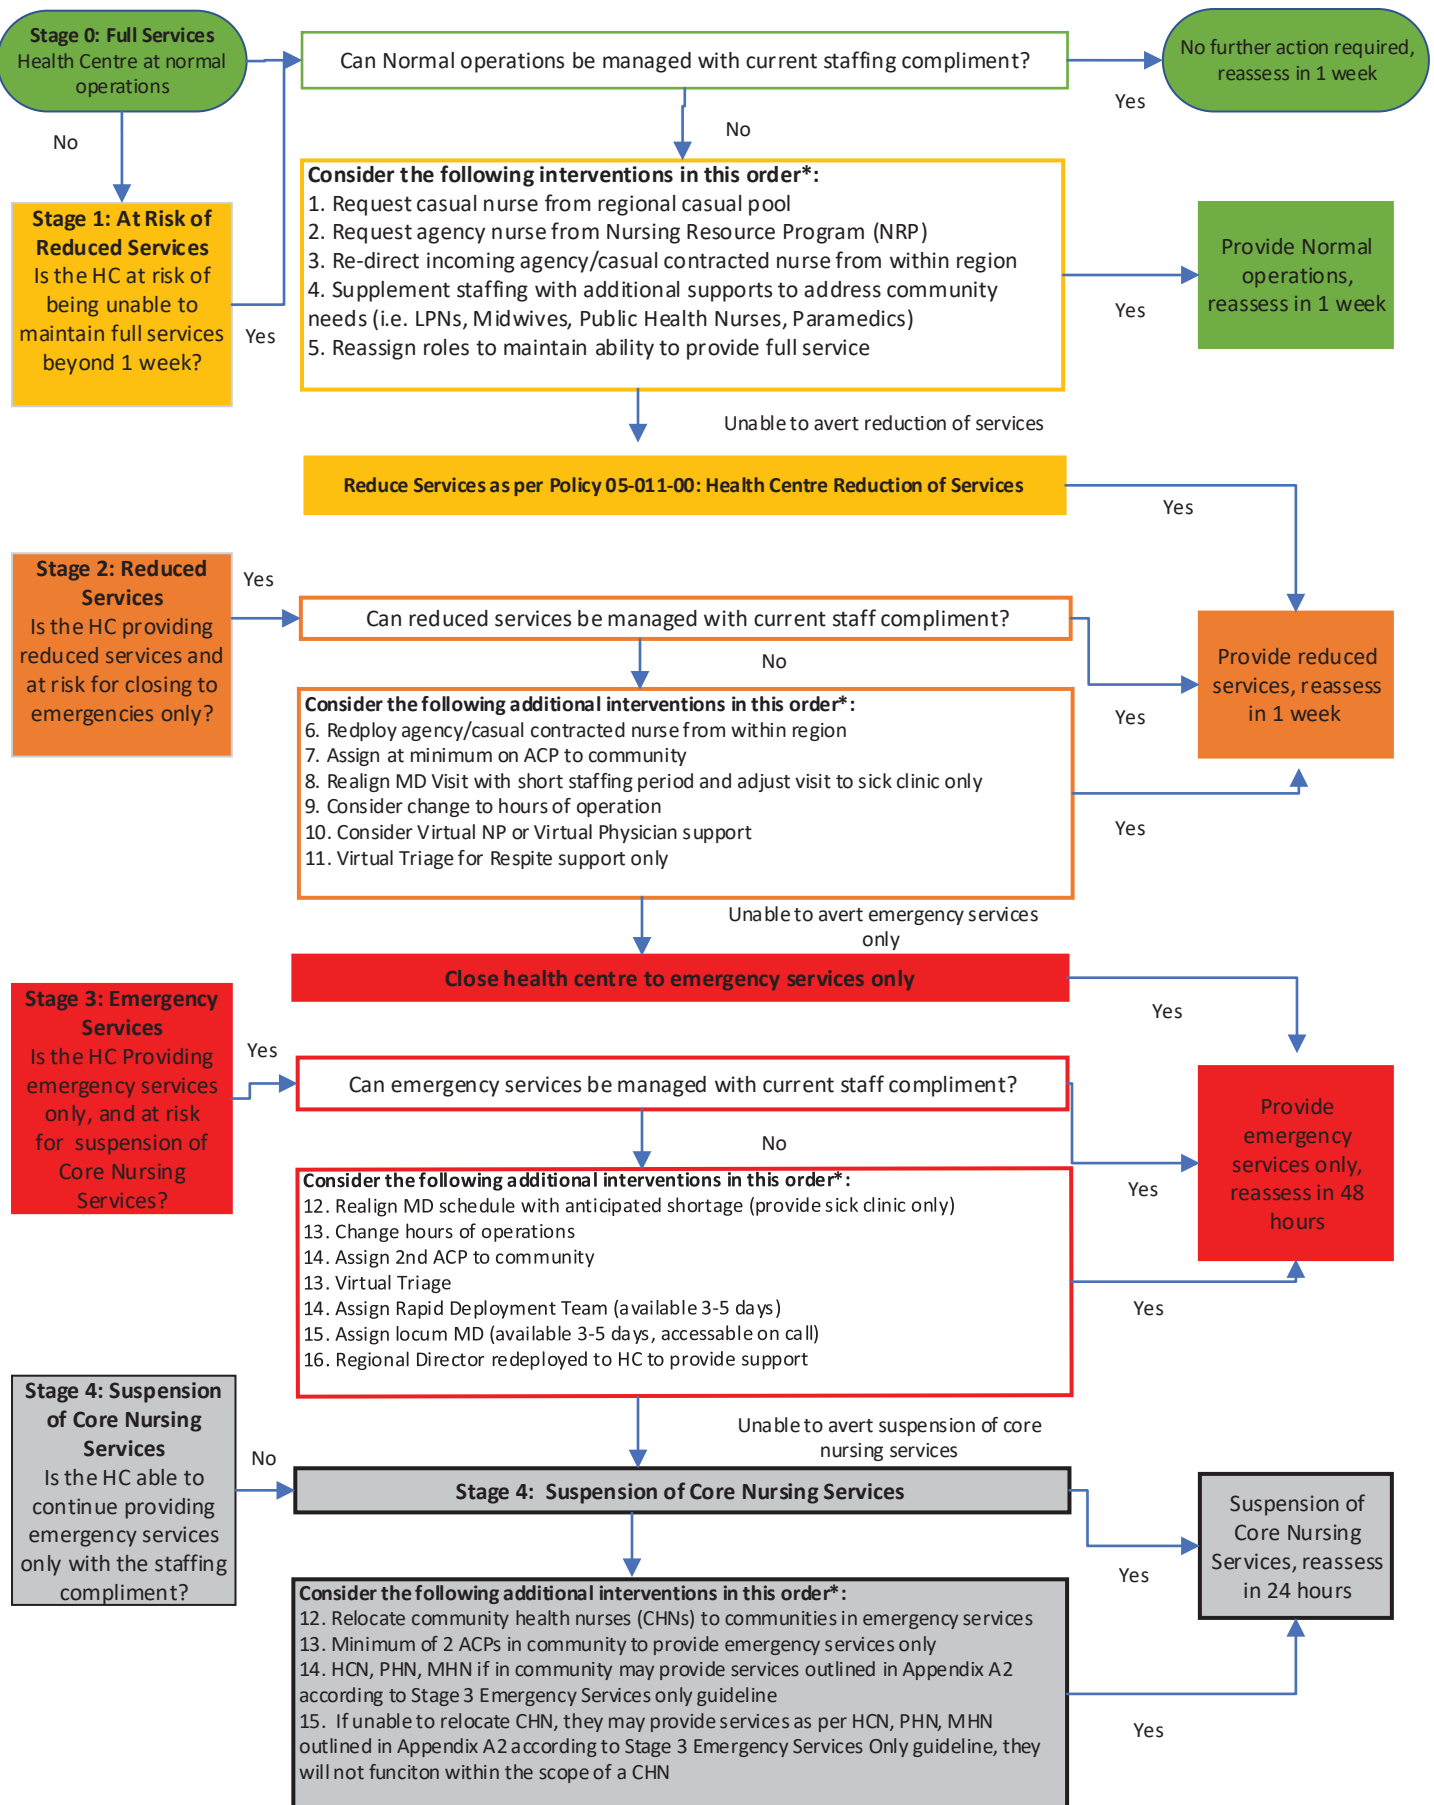 Stage 0: Full Services
Health Centre at normal
operations
Can Normal operations be managed with current staffing compliment?
No further action required,
reassess in 1 week
Yes
No
No
Stage 1: At Risk of
Reduced Services
Is the HC at risk of
being unable to
maintain full services
beyond 1 week?
Yes
Consider the following interventions in this order*:
1. Request casual nurse from regional casual pool
2. Request agency nurse from Nursing Resource Program (NRP)
3. Re-direct incoming agency/casual contracted nurse from within region
4. Supplement staffing with additional supports to address community
needs (i.e. LPNs, Midwives, Public Health Nurses, Paramedics)
5. Reassign roles to maintain ability to provide full service
Yes
Provide Normal
operations,
reassess in 1 week
Unable to avert reduction of services
Reduce Services as per Policy 05-011-00: Health Centre Reduction of Services
Yes
Stage 2: Reduced
Services
Is the HC providing
reduced services and
at risk for closing to
emergencies only?
Yes
Can reduced services be managed with current staff compliment?
No
Yes
Provide reduced
services, reassess
in 1 week
Consider the following additional interventions in this order*:
6. Redploy agency/casual contracted nurse from within region
7. Assign at minimum on ACP to community
8. Realign MD Visit with short staffing period and adjust visit to sick clinic only
9. Consider change to hours of operation
10. Consider Virtual NP or Virtual Physician support
11. Virtual Triage for Respite support only
Yes
Unable to avert emergency services
only
Close health centre to emergency services only
Yes
Stage 3: Emergency
Services
Is the HC Providing
emergency services
only, and at risk
for suspension of
Core Nursing
Services?
Yes
Can emergency services be managed with current staff compliment?
No
Yes
Provide
emergency
services only,
reassess in 48
hours
Consider the following additional interventions in this order*:
12. Realign MD schedule with anticipated shortage (provide sick clinic only)
13. Change hours of operations
14. Assign 2nd ACP to community
13. Virtual Triage
14. Assign Rapid Deployment Team (available 3-5 days)
15. Assign locum MD (available 3-5 days, accessable on call)
16. Regional Director redeployed to HC to provide support
Yes
Unable to avert suspension of core
nursing services
Stage 4: Suspension
of Core Nursing
Services
Is the HC able to
continue providing
emergency services
only with the staffing
compliment?
No
Stage 4: Suspension of Core Nursing Services
Yes
Suspension of
Core Nursing
Services, reassess
in 24 hours
Consider the following additional interventions in this order*:
12. Relocate community health nurses (CHNs) to communities in emergency services
13. Minimum of 2 ACPs in community to provide emergency services only
14. HCN, PHN, MHN if in community may provide services outlined in Appendix A2
according to Stage 3 Emergency Services only guideline
15. If unable to relocate CHN, they may provide services as per HCN, PHN, MHN
outlined in Appendix A2 according to Stage 3 Emergency Services Only guideline, they
will not funciton within the scope of a CHN
Yes